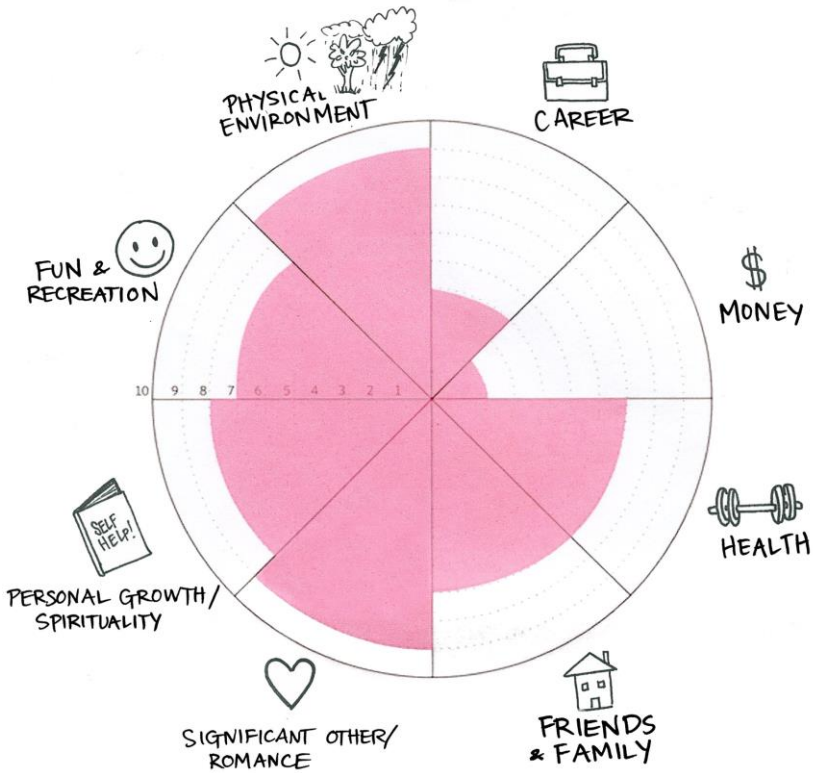 PHYSICAL
ENVIRONMENT
CAREER
FUN &
RECREATION
$
MONEY
10 9 8 7 6 5 4 3 2 1
SELF
HELP!
HEALTH
PERSONAL GROWTH/
SPIRITUALITY
SIGNIFICANT OTHER/
ROMANCE
FRIENDS
& FAMILY